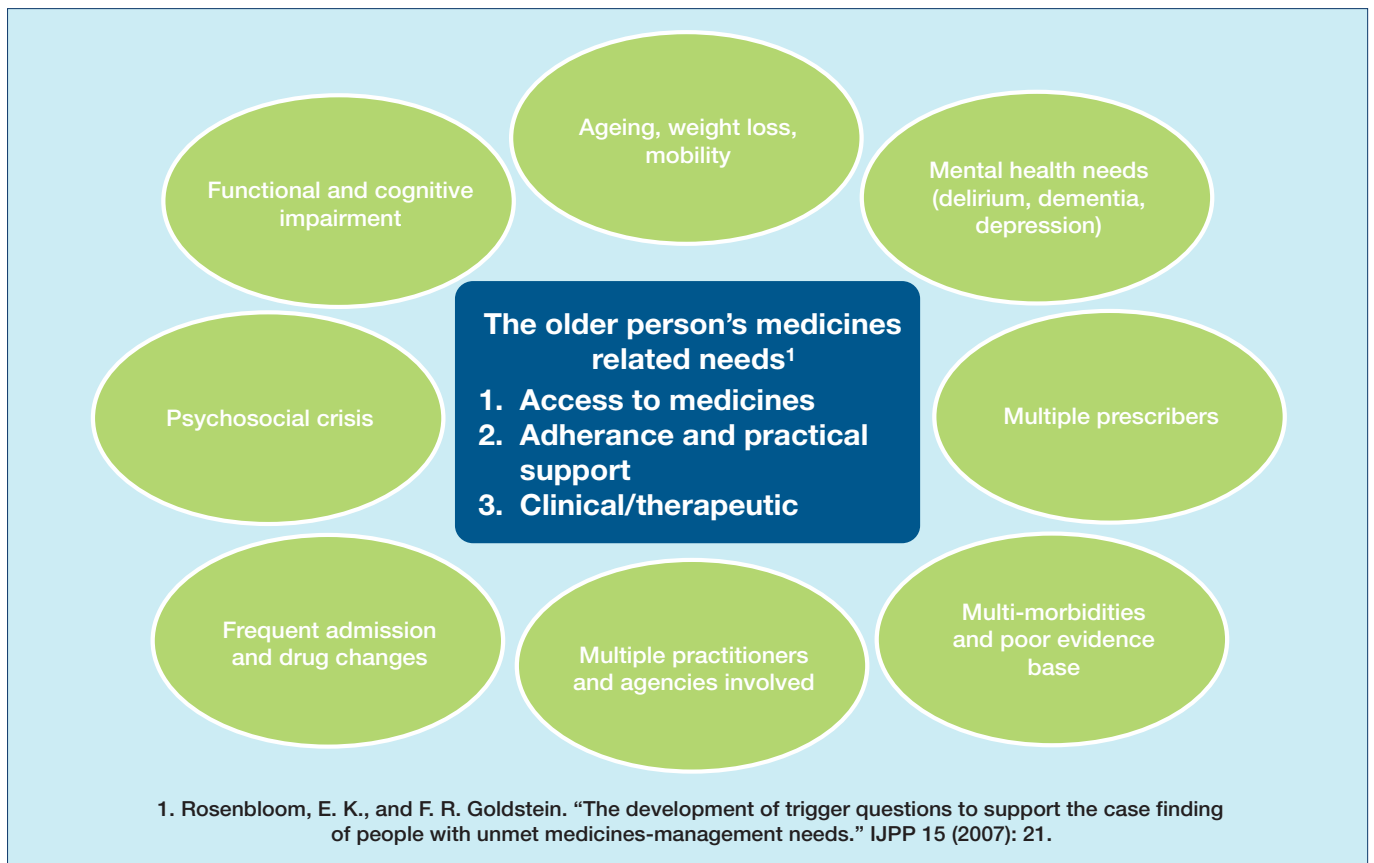 Ageing, weight loss,
mobility
Functional and cognitive
impairment
Mental health needs
(delirium, dementia,
depression)
The older person’s medicines
related needs¹
1. Access to medicines
2. Adherance and practical
support
3. Clinical/therapeutic
Psychosocial crisis
Multiple prescribers
Frequent admission
and drug changes
Multiple practitioners
and agencies involved
Multi-morbidities
and poor evidence
base
1. Rosenbloom, E. K., and F. R. Goldstein. “The development of trigger questions to support the case finding
of people with unmet medicines-management needs.” IJPP 15 (2007): 21.